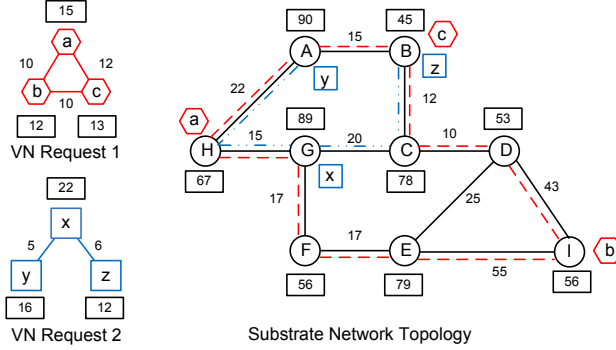 15
a
10
12
b
c
10
12
13
VN Request 1
22
x
5
6
y
z
16
12
VN Request 2
90
45
15
c
A
B
y
z
22
12
a
89
53
15
20
10
H
G
C
D
67
x
78
17
25
43
17
F
E
I
b
55
56
79
56
Substrate Network Topology